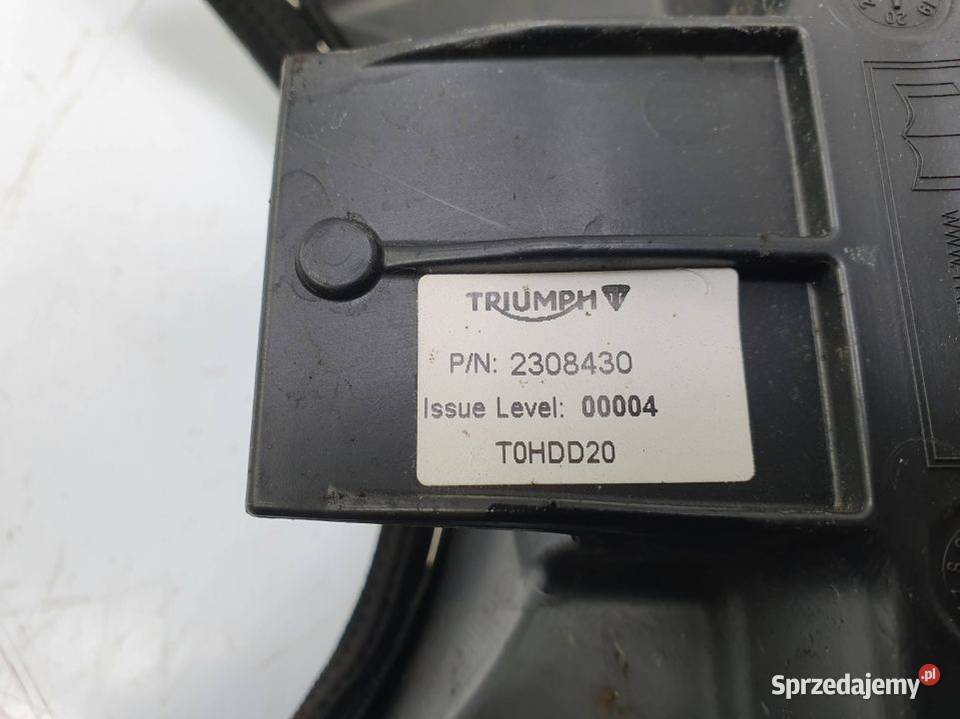 TRIUMPH
P/N: 2308430
Issue Level: 00004
T0HDD20
Sprzedajemy.pl